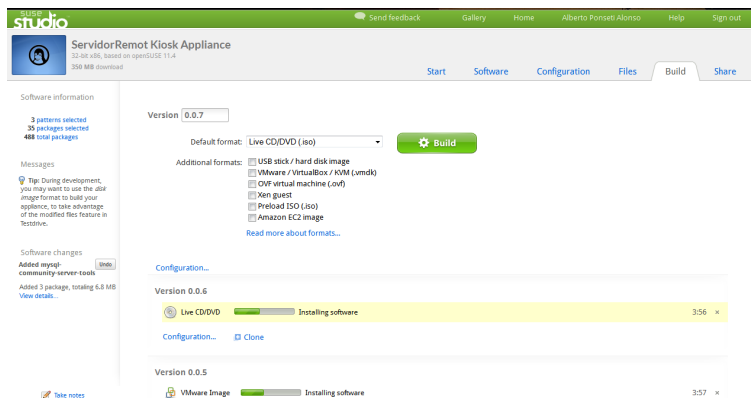 suse
studio
Send feedback
Gallery
Home
Alberto Ponseti Alonso
Help
Sign out
ServidorRemot Kiosk Appliance
32-bit x86, based on openSUSE 11.4
350 MB download
Start
Software
Configuration
Files
Build
Share
Software information
3 patterns selected
35 packages selected
488 total packages
Messages
Tip: During development,
you may want to use the disk
image format to build your
appliance, to take advantage
of the modified files feature in
Testdrive.
Software changes
Added mysql-
community-server-tools
Undo
Added 3 package, totaling 6.8 MB
View details...
Take notes
Version 0.0.7
Default format: Live CD/DVD (.iso)
Build
Additional formats:
USB stick / hard disk image
VMware / VirtualBox / KVM (.vmdk)
OVF virtual machine (.ovf)
Xen guest
Preload ISO (.iso)
Amazon EC2 image
Read more about formats...
Configuration...
Version 0.0.6
Live CD/DVD Installing software 3:56 ×
Configuration... Clone
Version 0.0.5
VMware Image Installing software 3:57 ×